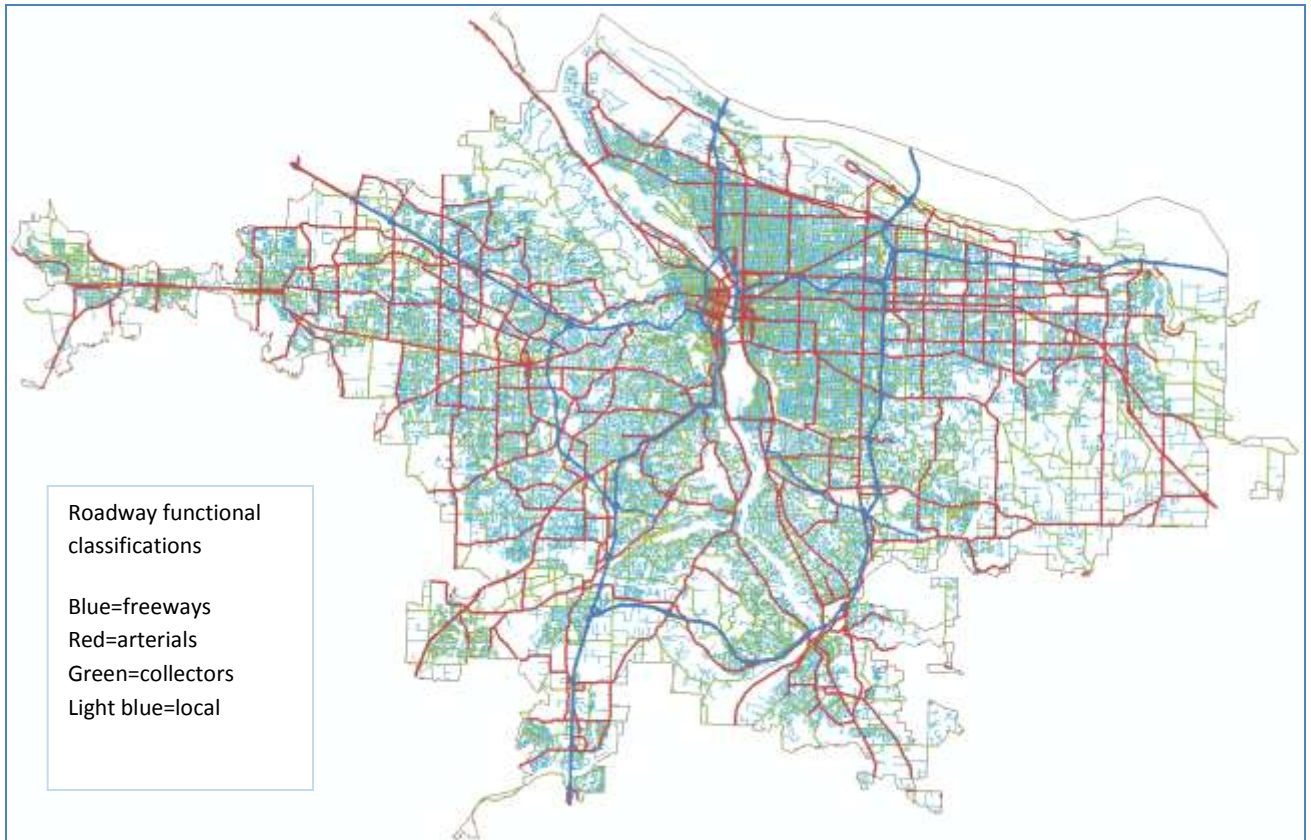 Roadway functional
classifications
Blue=freeways
Red=arterials
Green=collectors
Light blue=local